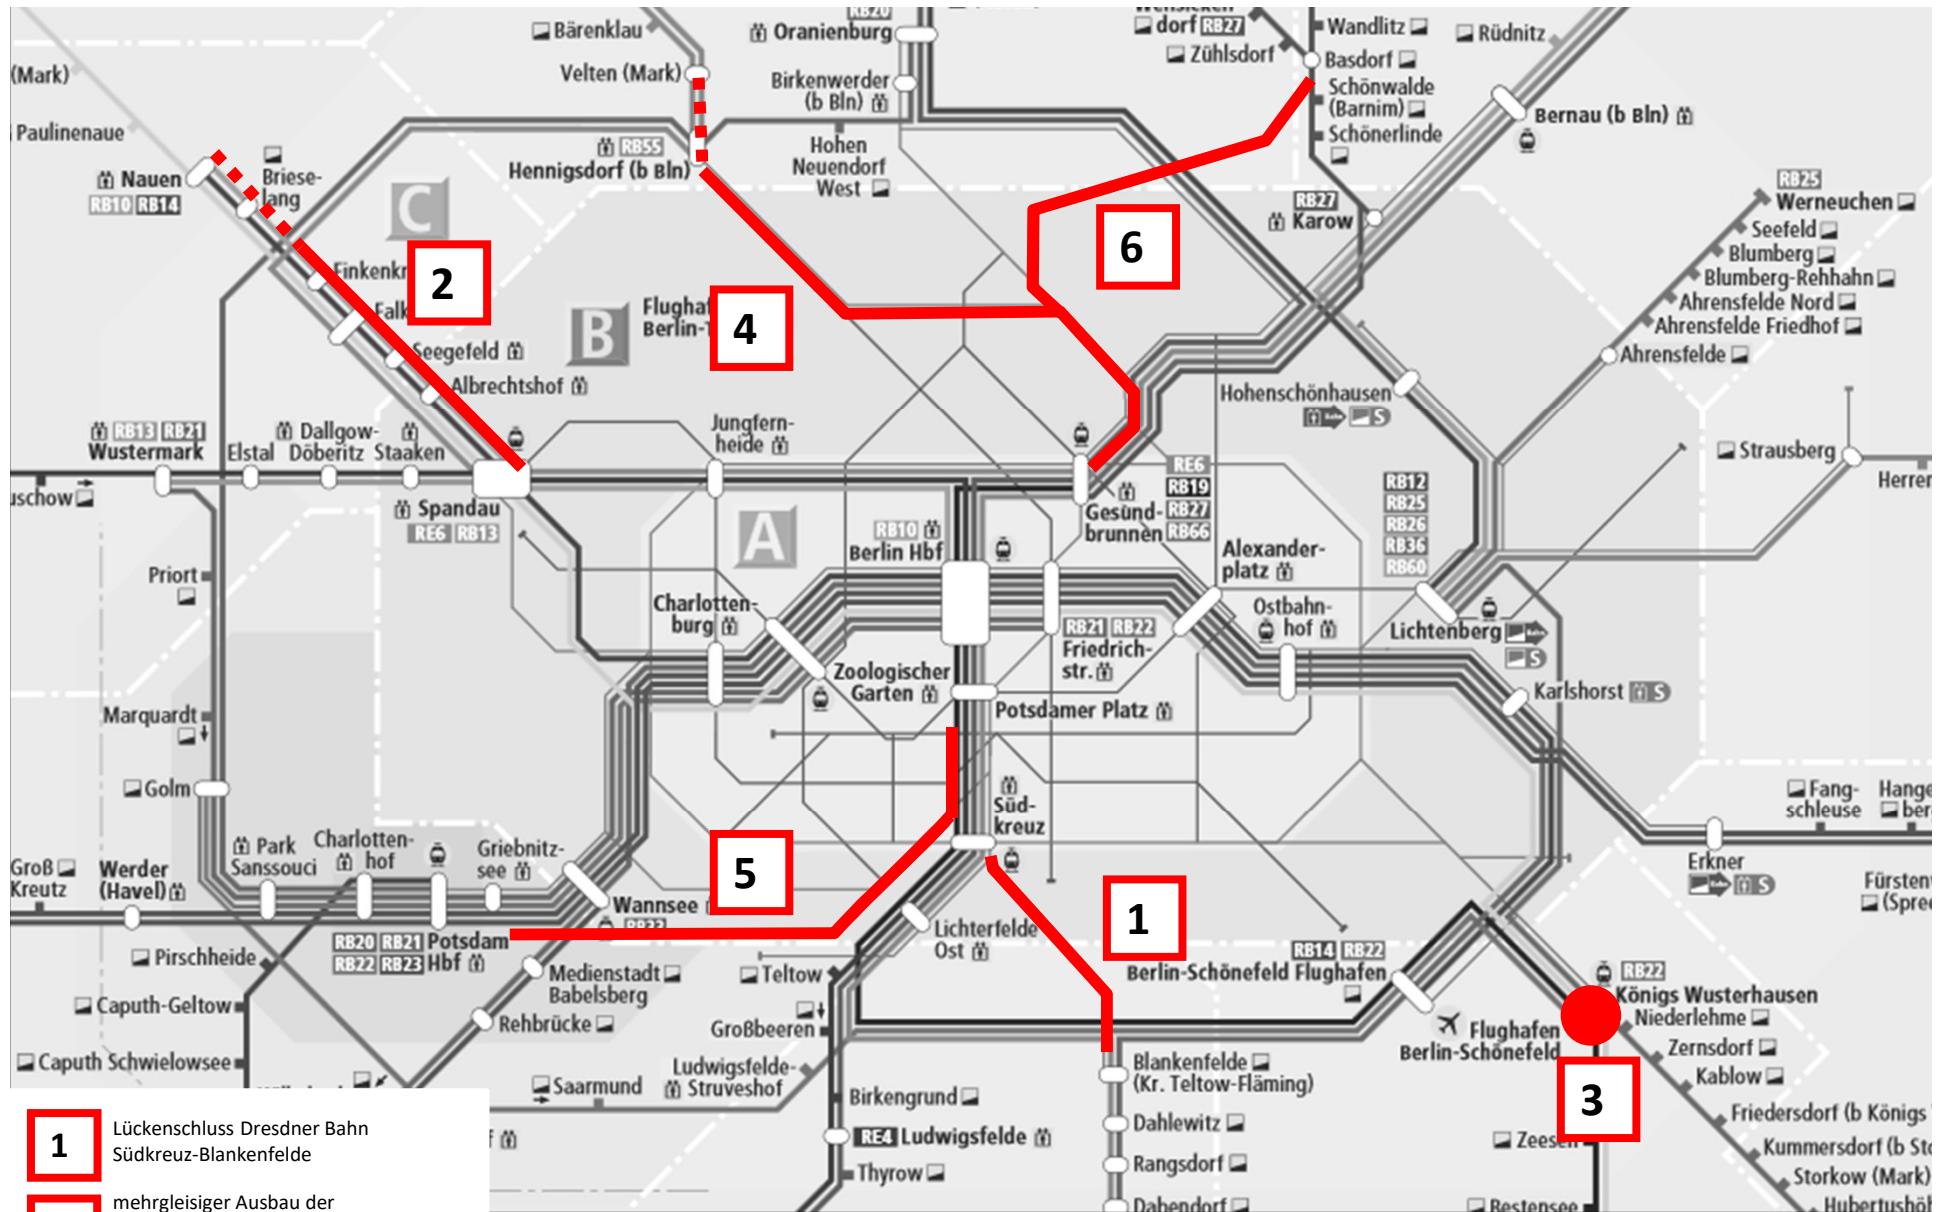 Bärenklau
Velten (Mark)
RB20
Oranienburg
Birkenwerder
(b Bln)
dorf RB27
Zühlsdorf
Wandlitz
Basdorf
Schönwalde
(Barnim)
Schönerlinde
Rüdnitz
Bernau (b Bln)
(Mark)
Paulinenaue
Nauen
RB10 RB14
Briese-
lang
C
RB55
Hennigsdorf (b Bln)
Hohen
Neuendorf
West
RB27
Karow
RB25
Werneuchen
Seefeld
Blumberg
Blumberg-Rehhahn
Ahrensfelde Nord
Ahrensfelde Friedhof
Ahrensfelde
2
6
4
B
Seegefeld
Albrechtshof
Hohenschönhausen
S
RB13 RB21
Wustermark
Elstal
Dallgow-
Döberitz
Staaken
Jungfern-
heide
Strausberg
Spandau
RE6 RB13
A
RB10
Berlin Hbf
RE6
RB19
RB27
RB66
Gesund-
brunnen
RB12
RB25
RB26
RB36
RB60
Alexander-
platz
Priort
Charlotten-
burg
RB21 RB22
Friedrich-
str.
Ostbahn-
hof
Lichtenberg
S
Zoologischer
Garten
Karlshorst S
Marquardt
Potsdamer Platz
Golm
Süd-
kreuz
Fang-
schleuse
Park
Sanssouci
Charlotten-
hof
Griebnitz-
see
5
1
Groß
Kreutz
Werder
(Havel)
Wannsee
Erkner
S
RB20 RB21 Potsdam
RB22 RB23 Hbf
Lichterfelde
Ost
RB14 RB22
Berlin-Schönefeld Flughafen
Pirschheide
Medienstadt
Babelsberg
Teltow
RB22
Königs Wusterhausen
Caputh-Geltow
Rehbrücke
Großbeeren
Flughafen
Berlin-Schönefeld
Niederlehme
Zernsdorf
Kablow
Caputh Schwielowsee
Ludwigsfelde-
Struveshof
Saarmund
Blankenfelde
(Kr. Teltow-Fläming)
3
Birkengrund
Friedersdorf (b Königs
Dahlewitz
RE4 Ludwigsfelde
Zeesen
Kummersdorf (b
Rangsdorf
Thyrow
Storkow (Mark)
Dabendorf
Bestensee
1
Lückenschluss Dresdner Bahn
Südkreuz-Blankenfelde
mehrgleisiger Ausbau der